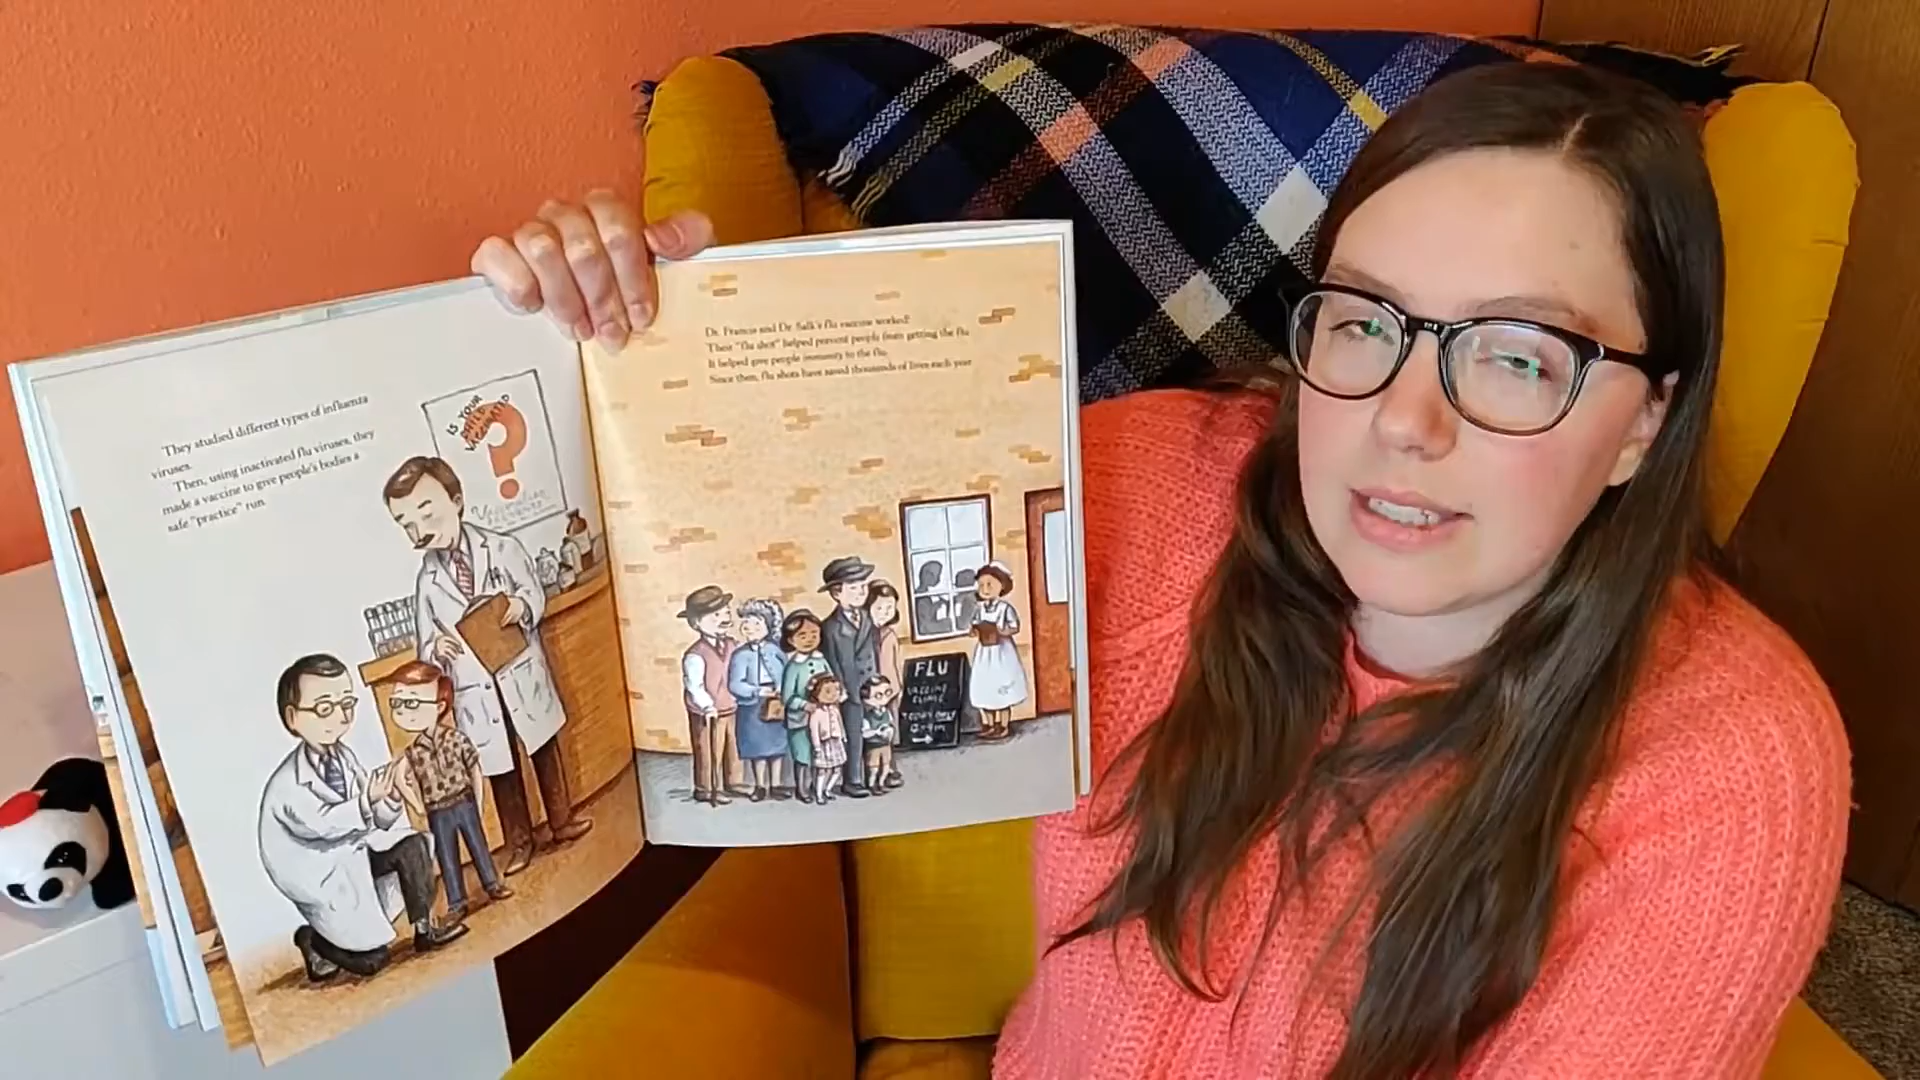 They studied different types of influenza
viruses.
Then, using inactivated flu viruses, they
made a vaccine to give people's bodies a
safe "practice" run.
IS YOUR
CHILD
VACCINATED
?
Dr. Francis and Dr. Salk's flu vaccine worked!
Their "flu shot" helped prevent people from getting the flu.
It helped give people immunity to the flu.
Since then, flu shots have saved thousands of lives each year.
FLU
VACCINE
CLINIC
TODAY ONLY